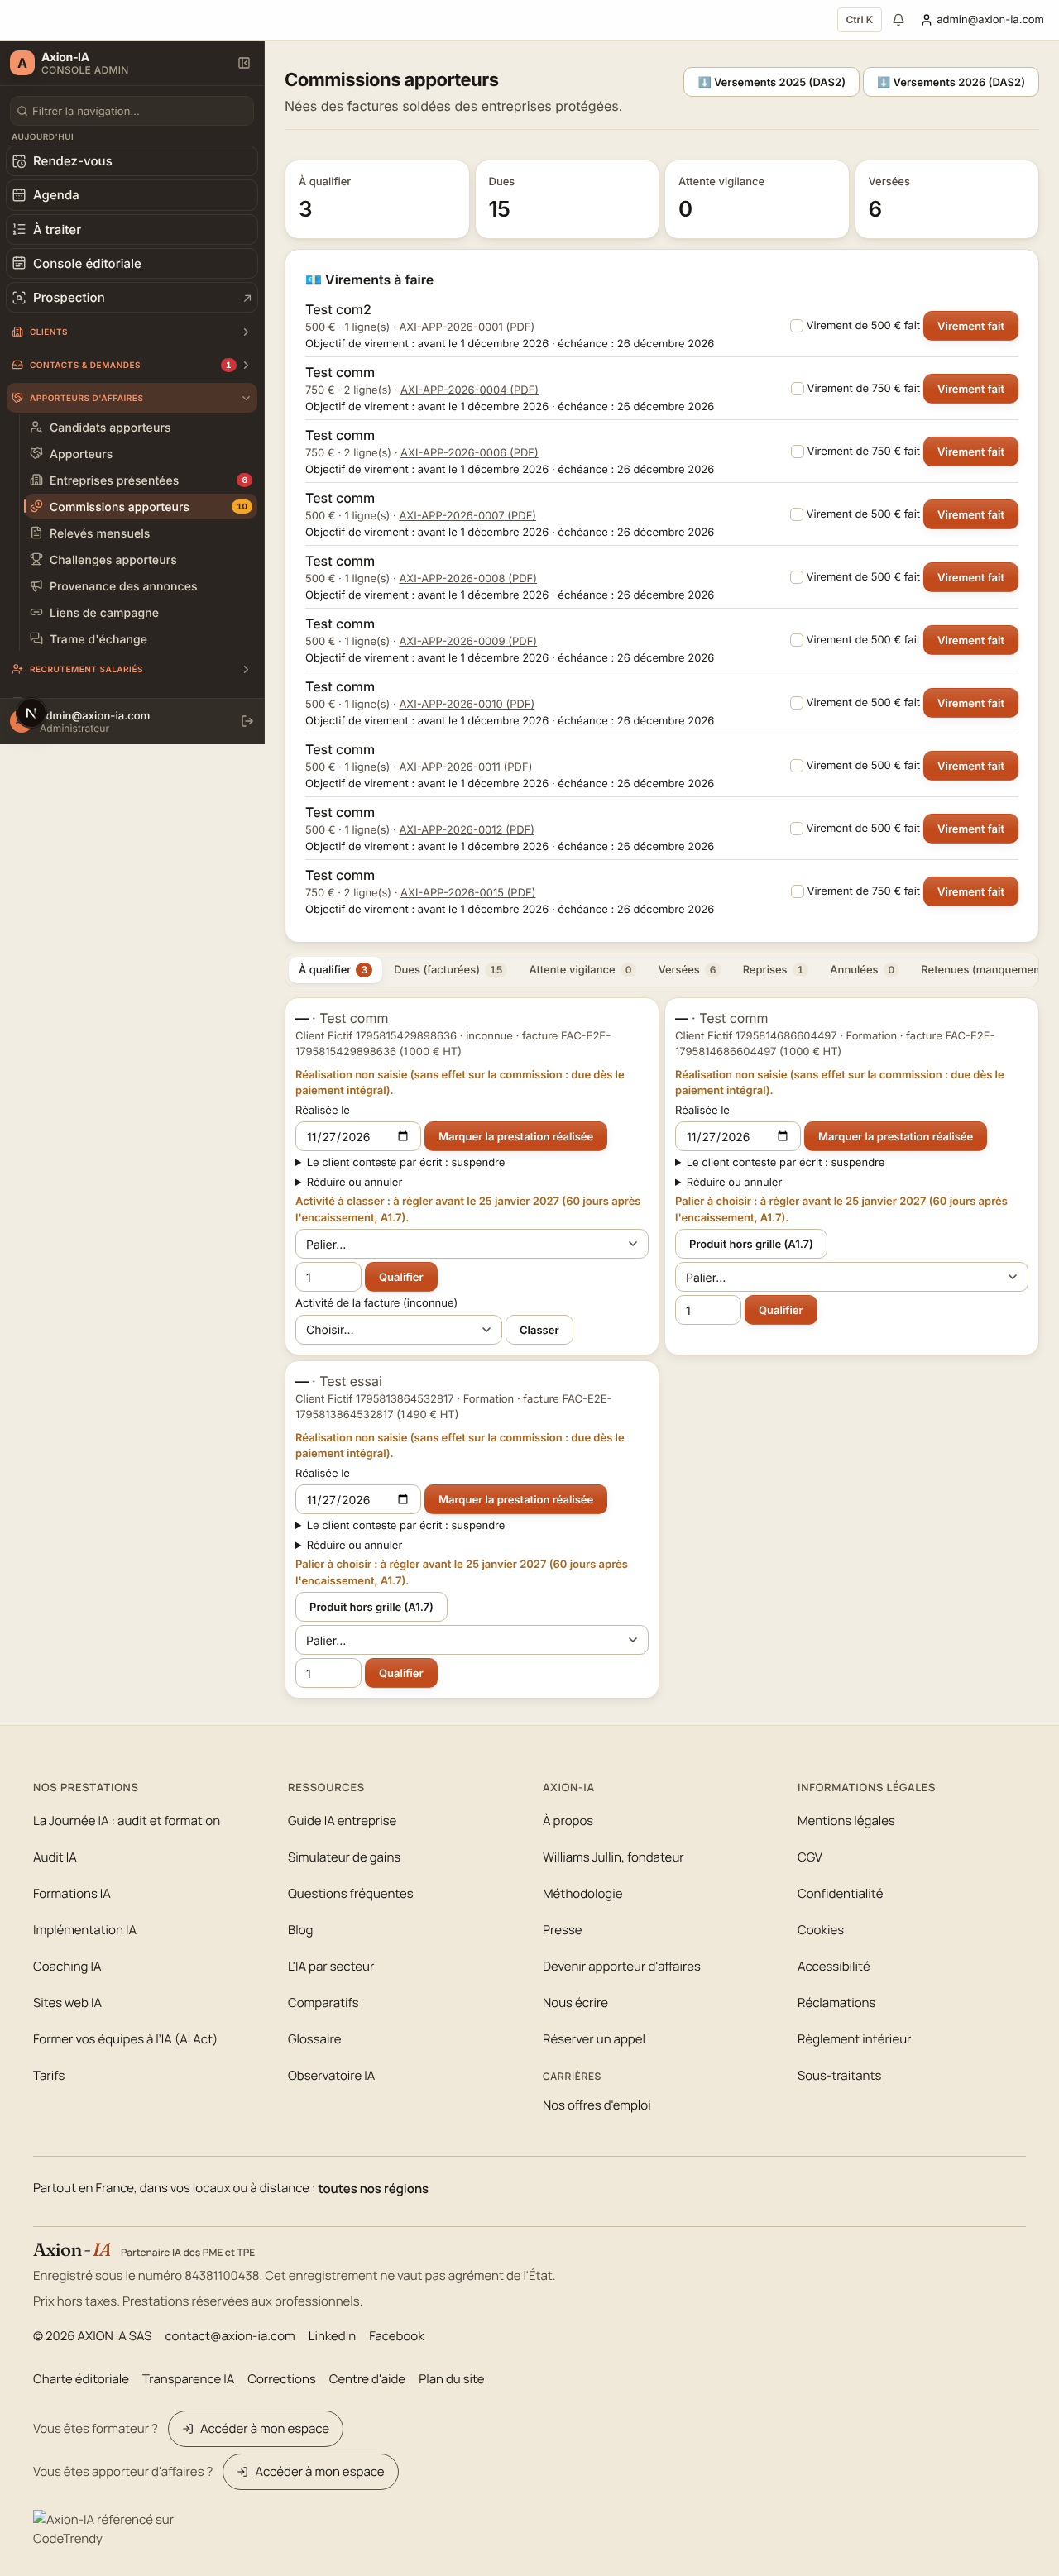 Ctrl K
admin@axion-ia.com
A
Axion-IA
CONSOLE ADMIN
Filtrer la navigation...
AUJOURD'HUI
Rendez-vous
Agenda
À traiter
Console éditoriale
Prospection
CLIENTS
CONTACTS & DEMANDES 1
APPORTEURS D'AFFAIRES
Candidats apporteurs
Apporteurs
Entreprises présentées 6
Commissions apporteurs 10
Relevés mensuels
Challenges apporteurs
Provenance des annonces
Liens de campagne
Trame d'échange
RECRUTEMENT SALARIÉS
N
dmin@axion-ia.com
Administrateur
Commissions apporteurs
Nées des factures soldées des entreprises protégées.
⬇️ Versements 2025 (DAS2)
⬇️ Versements 2026 (DAS2)
À qualifier
3
Dues
15
Attente vigilance
0
Versées
6
💶 Virements à faire
Test com2
500 € · 1 ligne(s) · AXI-APP-2026-0001 (PDF)
Objectif de virement : avant le 1 décembre 2026 · échéance : 26 décembre 2026
Virement de 500 € fait
Virement fait
Test comm
750 € · 2 ligne(s) · AXI-APP-2026-0004 (PDF)
Objectif de virement : avant le 1 décembre 2026 · échéance : 26 décembre 2026
Virement de 750 € fait
Virement fait
Test comm
750 € · 2 ligne(s) · AXI-APP-2026-0006 (PDF)
Objectif de virement : avant le 1 décembre 2026 · échéance : 26 décembre 2026
Virement de 750 € fait
Virement fait
Test comm
500 € · 1 ligne(s) · AXI-APP-2026-0007 (PDF)
Objectif de virement : avant le 1 décembre 2026 · échéance : 26 décembre 2026
Virement de 500 € fait
Virement fait
Test comm
500 € · 1 ligne(s) · AXI-APP-2026-0008 (PDF)
Objectif de virement : avant le 1 décembre 2026 · échéance : 26 décembre 2026
Virement de 500 € fait
Virement fait
Test comm
500 € · 1 ligne(s) · AXI-APP-2026-0009 (PDF)
Objectif de virement : avant le 1 décembre 2026 · échéance : 26 décembre 2026
Virement de 500 € fait
Virement fait
Test comm
500 € · 1 ligne(s) · AXI-APP-2026-0010 (PDF)
Objectif de virement : avant le 1 décembre 2026 · échéance : 26 décembre 2026
Virement de 500 € fait
Virement fait
Test comm
500 € · 1 ligne(s) · AXI-APP-2026-0011 (PDF)
Objectif de virement : avant le 1 décembre 2026 · échéance : 26 décembre 2026
Virement de 500 € fait
Virement fait
Test comm
500 € · 1 ligne(s) · AXI-APP-2026-0012 (PDF)
Objectif de virement : avant le 1 décembre 2026 · échéance : 26 décembre 2026
Virement de 500 € fait
Virement fait
Test comm
750 € · 2 ligne(s) · AXI-APP-2026-0015 (PDF)
Objectif de virement : avant le 1 décembre 2026 · échéance : 26 décembre 2026
Virement de 750 € fait
Virement fait
À qualifier 3 Dues (facturées) 15 Attente vigilance 0 Versées 6 Reprises 1 Annulées 0 Retenues (manquemen
— · Test comm
Client Fictif 1795815429898636 · inconnue · facture FAC-E2E-
1795815429898636 (1 000 € HT)
Réalisation non saisie (sans effet sur la commission : due dès le
paiement intégral).
Réalisée le
11/27/2026
Marquer la prestation réalisée
Le client conteste par écrit : suspendre
Réduire ou annuler
Activité à classer : à régler avant le 25 janvier 2027 (60 jours après
l'encaissement, A1.7).
Palier...
1
Qualifier
Activité de la facture (inconnue)
Choisir...
Classer
— · Test comm
Client Fictif 1795814686604497 · Formation · facture FAC-E2E-
1795814686604497 (1 000 € HT)
Réalisation non saisie (sans effet sur la commission : due dès le
paiement intégral).
Réalisée le
11/27/2026
Marquer la prestation réalisée
Le client conteste par écrit : suspendre
Réduire ou annuler
Palier à choisir : à régler avant le 25 janvier 2027 (60 jours après
l'encaissement, A1.7).
Produit hors grille (A1.7)
Palier...
1
Qualifier
— · Test essai
Client Fictif 1795813864532817 · Formation · facture FAC-E2E-
1795813864532817 (1 490 € HT)
Réalisation non saisie (sans effet sur la commission : due dès le
paiement intégral).
Réalisée le
11/27/2026
Marquer la prestation réalisée
Le client conteste par écrit : suspendre
Réduire ou annuler
Palier à choisir : à régler avant le 25 janvier 2027 (60 jours après
l'encaissement, A1.7).
Produit hors grille (A1.7)
Palier...
1
Qualifier
NOS PRESTATIONS
La Journée IA : audit et formation
Audit IA
Formations IA
Implémentation IA
Coaching IA
Sites web IA
Former vos équipes à l'IA (AI Act)
Tarifs
RESSOURCES
Guide IA entreprise
Simulateur de gains
Questions fréquentes
Blog
L'IA par secteur
Comparatifs
Glossaire
Observatoire IA
AXION-IA
À propos
Williams Jullin, fondateur
Méthodologie
Presse
Devenir apporteur d'affaires
Nous écrire
Réserver un appel
CARRIÈRES
Nos offres d'emploi
INFORMATIONS LÉGALES
Mentions légales
CGV
Confidentialité
Cookies
Accessibilité
Réclamations
Règlement intérieur
Sous-traitants
Partout en France, dans vos locaux ou à distance : toutes nos régions
Axion-IA Partenaire IA des PME et TPE
Enregistré sous le numéro 84381100438. Cet enregistrement ne vaut pas agrément de l'État.
Prix hors taxes. Prestations réservées aux professionnels.
© 2026 AXION IA SAS contact@axion-ia.com LinkedIn Facebook
Charte éditoriale Transparence IA Corrections Centre d'aide Plan du site
Vous êtes formateur ? Accéder à mon espace
Vous êtes apporteur d'affaires ? Accéder à mon espace
Axion-IA référencé sur
CodeTrendy